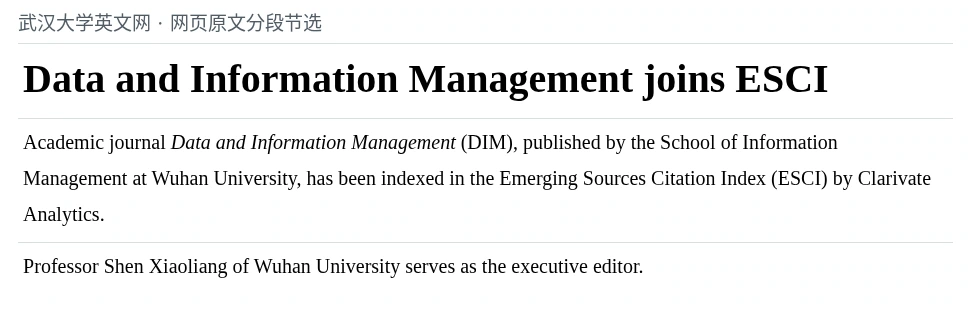 武汉大学英文网 · 网页原文分段节选
Data and Information Management joins ESCI
Academic journal Data and Information Management (DIM), published by the School of Information
Management at Wuhan University, has been indexed in the Emerging Sources Citation Index (ESCI) by Clarivate
Analytics.
Professor Shen Xiaoliang of Wuhan University serves as the executive editor.